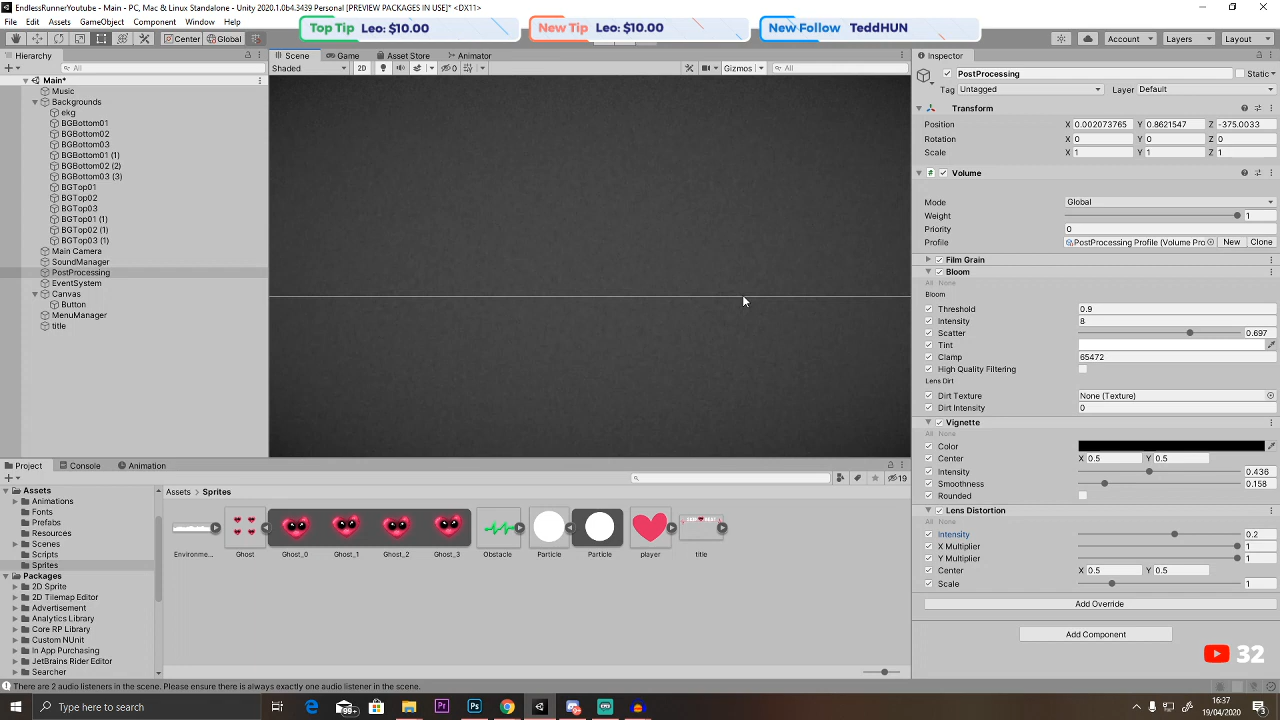 EndlessRunner-Youtube - Main - PC, Mac & Linux Standalone - Unity 2020.1.0b4.3439 Personal [PREVIEW PACKAGES IN USE]* <DX11>
File Edit Assets
Top Tip Leo: $10.00
New Tip Leo: $10.00
New Follow TeddHUN
Center Global
Account Layers Layout
Hierarchy
All
Main*
Music
Backgrounds
ekg
BGBottom01
BGBottom02
BGBottom03
BGBottom01 (1)
BGBottom02 (2)
BGBottom03 (3)
BGTop01
BGTop02
BGTop03
BGTop01 (1)
BGTop02 (1)
BGTop03 (1)
Main Camera
SoundManager
PostProcessing
EventSystem
Canvas
Button
MenuManager
title
Scene Game Asset Store Animator
Shaded 2D 0 Gizmos All
Inspector
PostProcessing Static
Tag Untagged Layer Default
Transform
Position X 0.002073765 Y 0.8621547 Z -375.0033
Rotation X 0 Y 0 Z 0
Scale X 1 Y 1 Z 1
Volume
Mode Global
Weight 1
Priority 0
Profile PostProcessing Profile (Volume Pro New Clone
Film Grain
Bloom
All None
Bloom
Threshold 0.9
Intensity 8
Scatter 0.697
Tint
Clamp 65472
High Quality Filtering
Lens Dirt
Dirt Texture None (Texture)
Dirt Intensity 0
Vignette
All None
Color
Center X 0.5 Y 0.5
Intensity 0.436
Smoothness 0.158
Rounded
Lens Distortion
All None
Intensity 0.2
X Multiplier 1
Y Multiplier 1
Center X 0.5 Y 0.5
Scale 1
Add Override
Add Component
32
Project Console Animation
19
Assets
Animations
Fonts
Prefabs
Resources
Scenes
Scripts
Sprites
Packages
2D Sprite
2D Tilemap Editor
Advertisement
Analytics Library
Core RP Library
Custom NUnit
In App Purchasing
JetBrains Rider Editor
Searcher
Assets > Sprites
Environme... Ghost Ghost_0 Ghost_1 Ghost_2 Ghost_3 Obstacle Particle Particle player title
There are 2 audio listeners in the scene. Please ensure there is always exactly one audio listener in the scene.
Type here to search
99+
16:37
19/04/2020